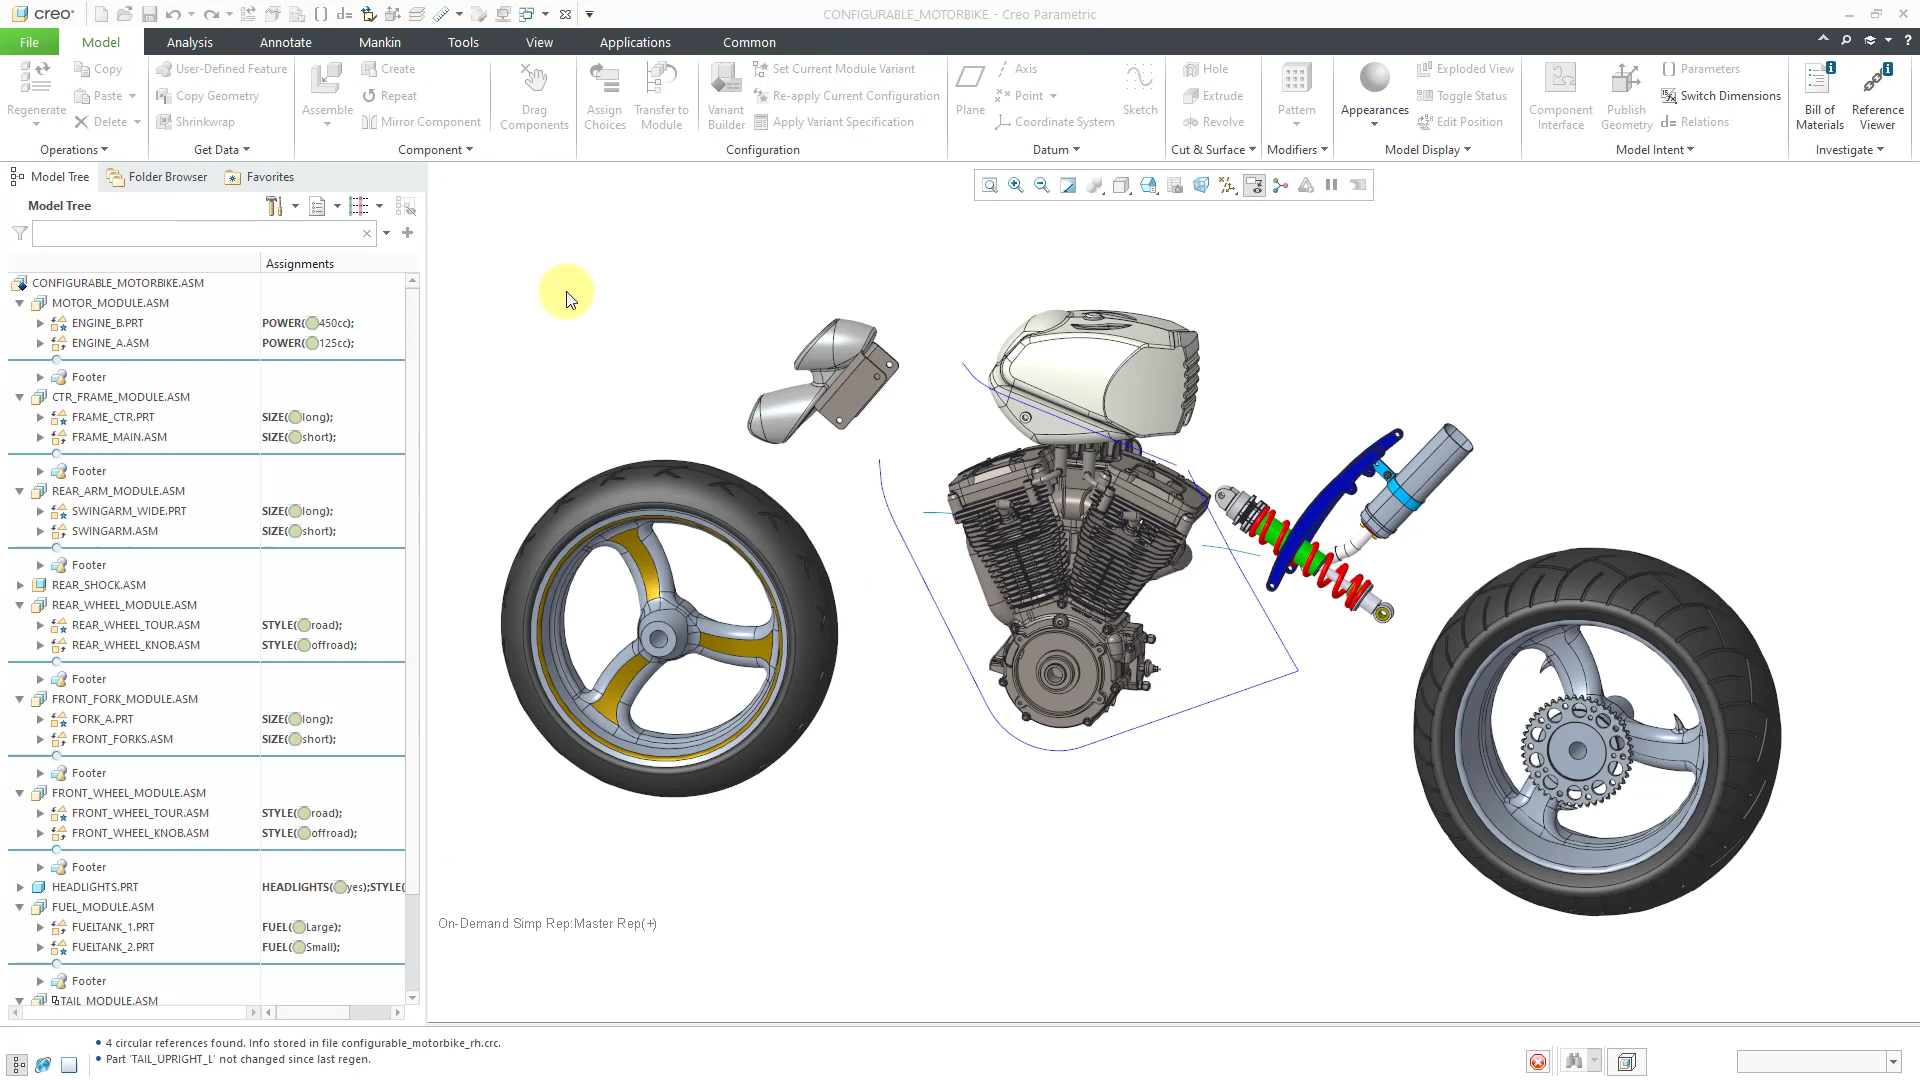 creo
CONFIGURABLE_MOTORBIKE - Creo Parametric
File Model Analysis Annotate Mankin Tools View Applications Common
Regenerate
Copy
Paste
Delete
Operations
User-Defined Feature
Copy Geometry
Shrinkwrap
Get Data
Assemble
Create
Repeat
Mirror Component
Component
Drag Components
Assign Choices
Transfer to Module
Variant Builder
Set Current Module Variant
Re-apply Current Configuration
Apply Variant Specification
Configuration
Plane
Axis
Point
Coordinate System
Sketch
Datum
Hole
Extrude
Revolve
Cut & Surface
Pattern
Modifiers
Appearances
Exploded View
Toggle Status
Edit Position
Model Display
Component Interface
Publish Geometry
Parameters
Switch Dimensions
Relations
Model Intent
Bill of Materials
Reference Viewer
Investigate
Model Tree Folder Browser Favorites
Model Tree
Assignments
CONFIGURABLE_MOTORBIKE.ASM
MOTOR_MODULE.ASM
ENGINE_B.PRT POWER(450cc);
ENGINE_A.ASM POWER(125cc);
Footer
CTR_FRAME_MODULE.ASM
FRAME_CTR.PRT SIZE(long);
FRAME_MAIN.ASM SIZE(short);
Footer
REAR_ARM_MODULE.ASM
SWINGARM_WIDE.PRT SIZE(long);
SWINGARM.ASM SIZE(short);
Footer
REAR_SHOCK.ASM
REAR_WHEEL_MODULE.ASM
REAR_WHEEL_TOUR.ASM STYLE(road);
REAR_WHEEL_KNOB.ASM STYLE(offroad);
Footer
FRONT_FORK_MODULE.ASM
FORK_A.PRT SIZE(long);
FRONT_FORKS.ASM SIZE(short);
Footer
FRONT_WHEEL_MODULE.ASM
FRONT_WHEEL_TOUR.ASM STYLE(road);
FRONT_WHEEL_KNOB.ASM STYLE(offroad);
Footer
HEADLIGHTS.PRT HEADLIGHTS(yes);STYLE(
FUEL_MODULE.ASM
FUELTANK_1.PRT FUEL(Large);
FUELTANK_2.PRT FUEL(Small);
Footer
TAIL_MODULE.ASM
On-Demand Simp Rep:Master Rep(+)
• 4 circular references found. Info stored in file configurable_motorbike_rh.crc.
• Part 'TAIL_UPRIGHT_L' not changed since last regen.